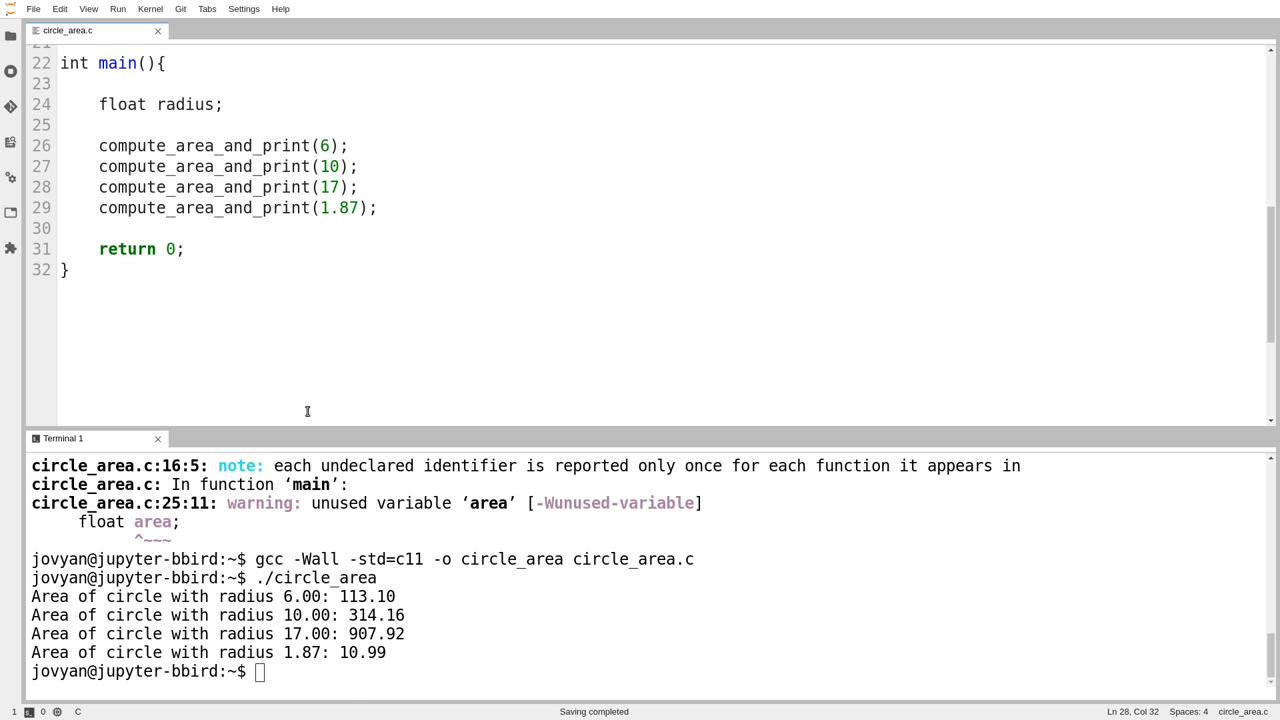 File Edit View Run Kernel Git Tabs Settings Help
circle_area.c
21
22 int main(){
23
24     float radius;
25
26     compute_area_and_print(6);
27     compute_area_and_print(10);
28     compute_area_and_print(17);
29     compute_area_and_print(1.87);
30
31     return 0;
32 }
Terminal 1
circle_area.c:16:5: note: each undeclared identifier is reported only once for each function it appears in
circle_area.c: In function ‘main’:
circle_area.c:25:11: warning: unused variable ‘area’ [-Wunused-variable]
     float area;
           ^~~~
jovyan@jupyter-bbird:~$ gcc -Wall -std=c11 -o circle_area circle_area.c
jovyan@jupyter-bbird:~$ ./circle_area
Area of circle with radius 6.00: 113.10
Area of circle with radius 10.00: 314.16
Area of circle with radius 17.00: 907.92
Area of circle with radius 1.87: 10.99
jovyan@jupyter-bbird:~$
1 0 C Saving completed Ln 28, Col 32 Spaces: 4 circle_area.c